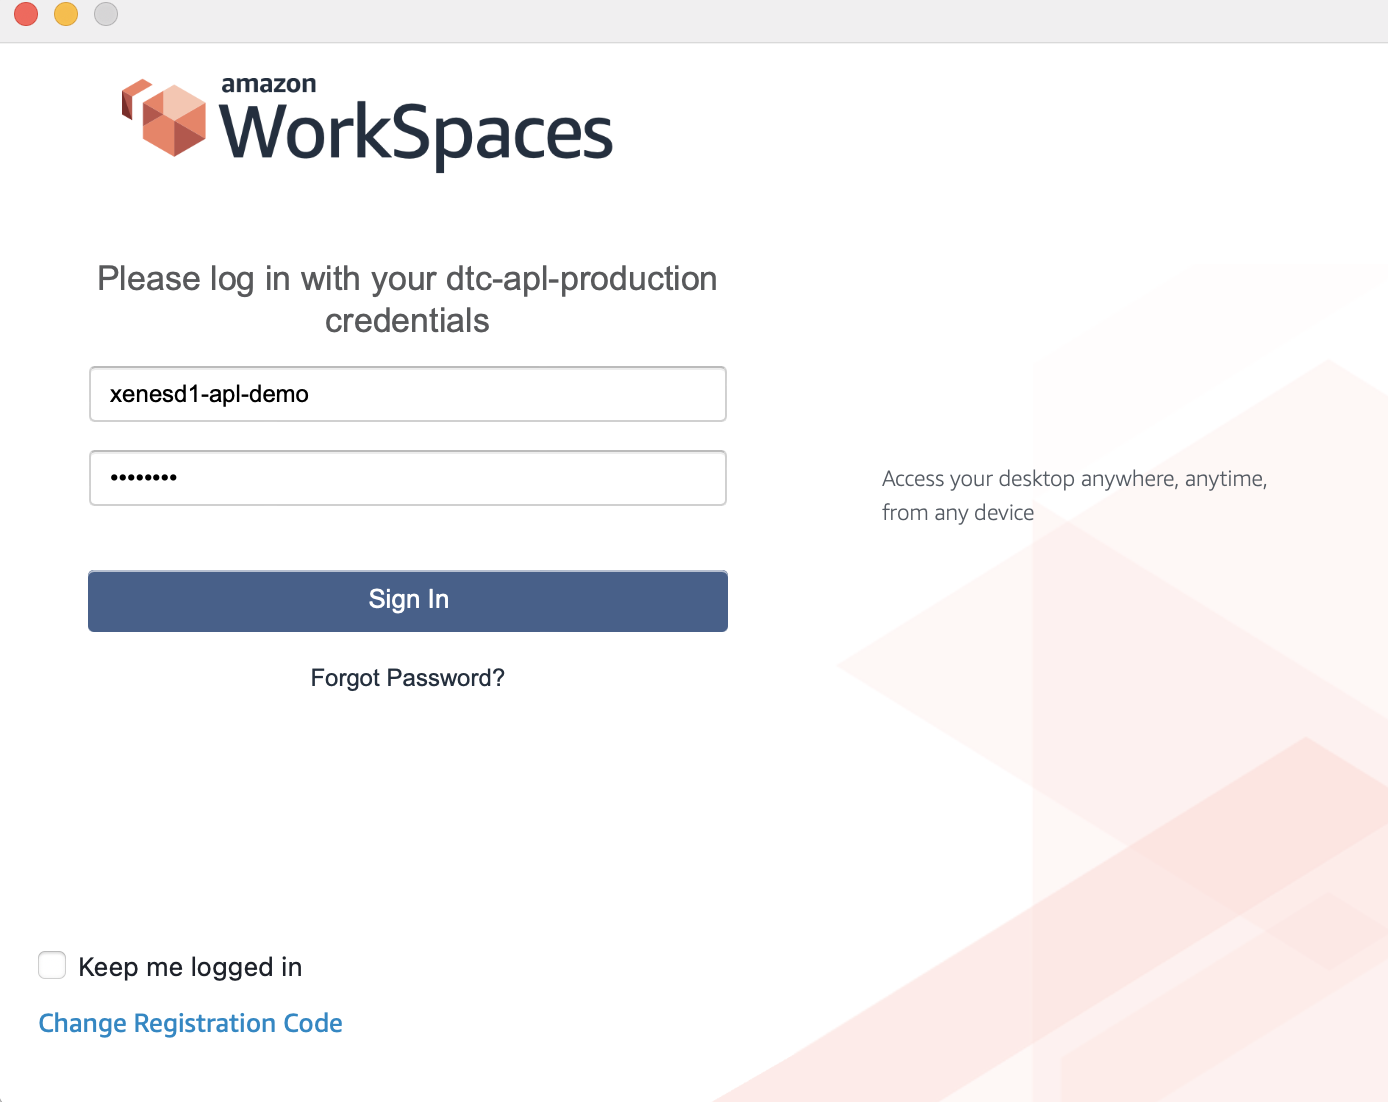 amazon
WorkSpaces
Please log in with your dtc-apl-production
credentials
xenesd1-apl-demo
••••••••
Access your desktop anywhere, anytime,
from any device
Sign In
Forgot Password?
Keep me logged in
Change Registration Code